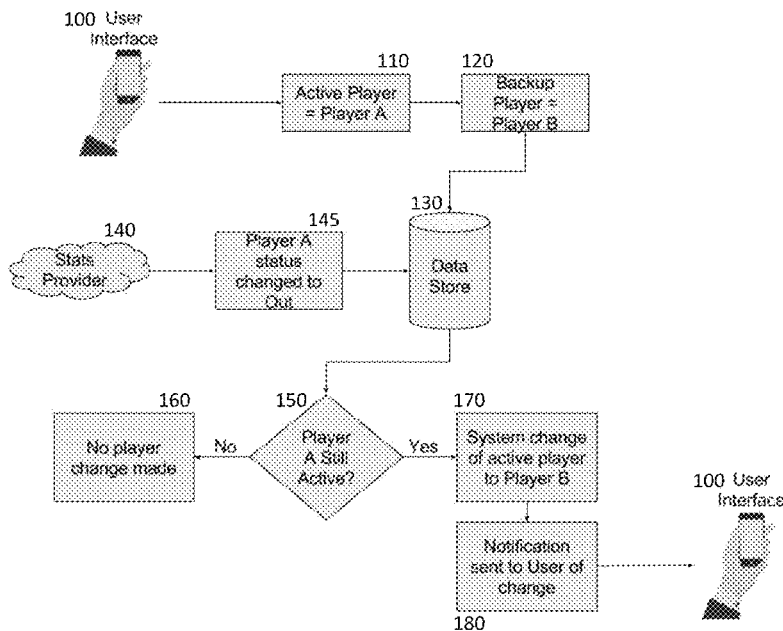 100 User
Interface
110
Active Player
= Player A
120
Backup
Player =
Player B
130
Data
Store
140
Stats
Provider
145
Player A
status
changed to
Out
150
Player
A Still
Active?
No
Yes
160
No player
change made
170
System change
of active player
to Player B
Notification
sent to User of
change
180
100 User
Interface